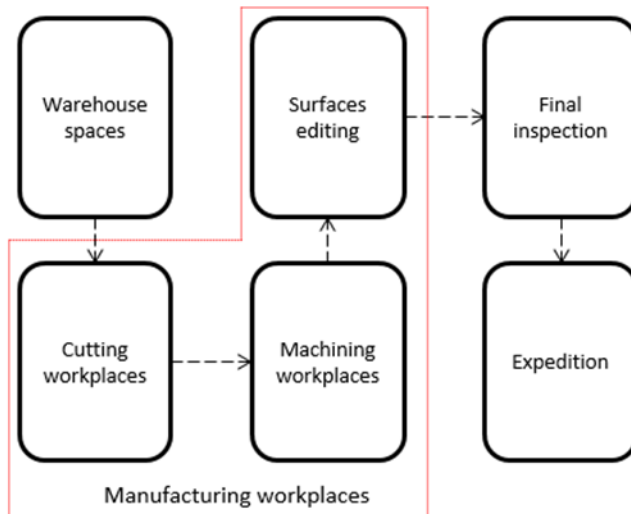 Warehouse
spaces
Surfaces
editing
Final
inspection
Cutting
workplaces
Machining
workplaces
Expedition
Manufacturing workplaces